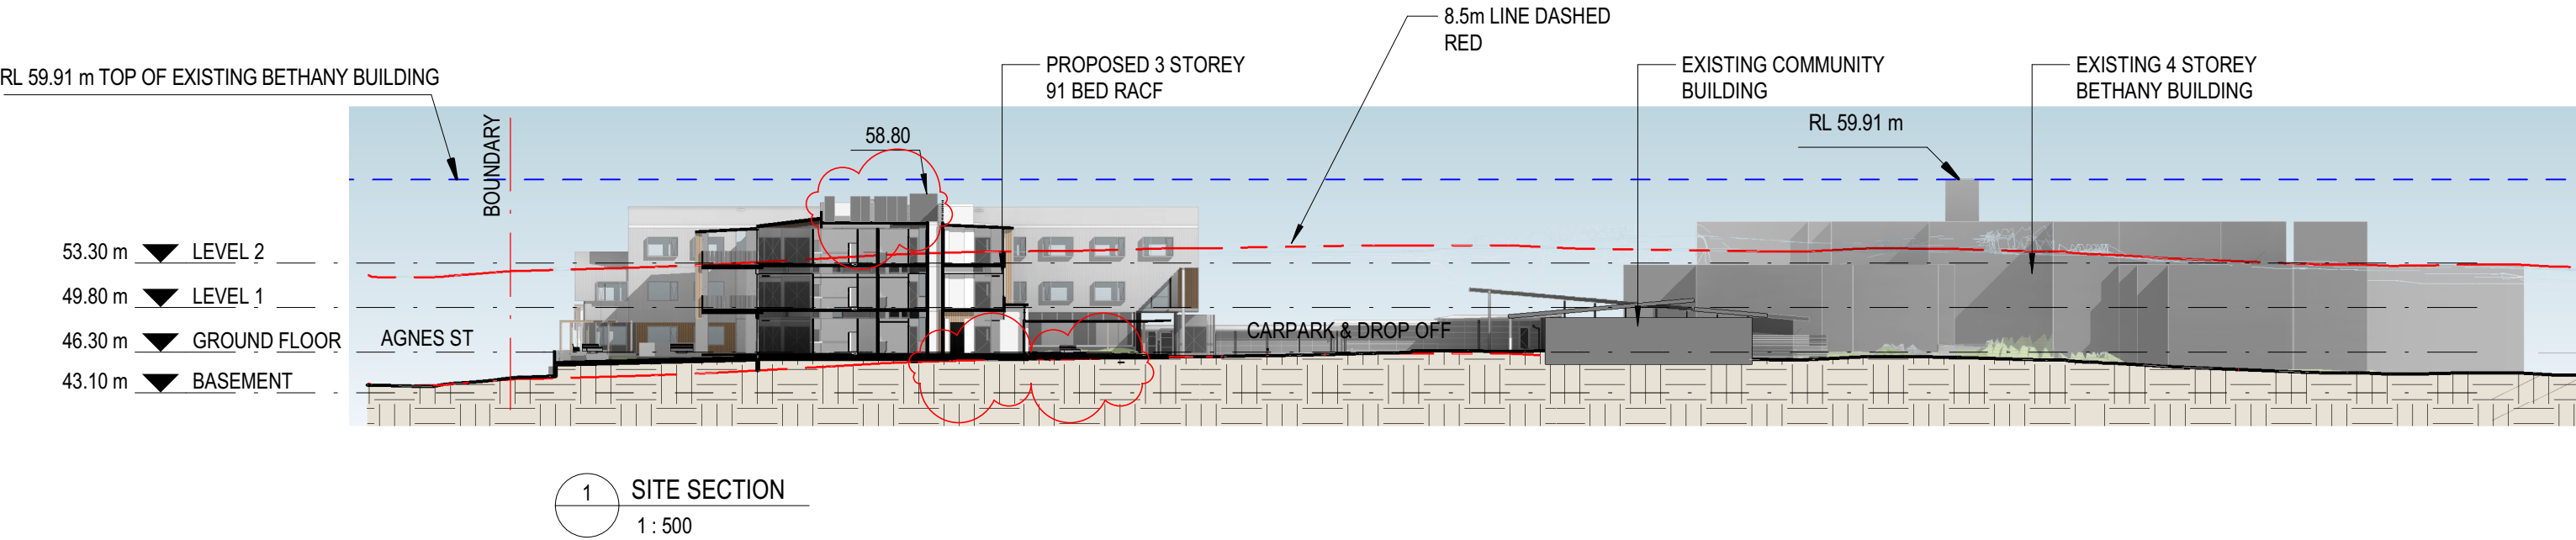 8.5m LINE DASHED
RED
RL 59.91 m TOP OF EXISTING BETHANY BUILDING
PROPOSED 3 STOREY
91 BED RACF
EXISTING COMMUNITY
BUILDING
EXISTING 4 STOREY
BETHANY BUILDING
BOUNDARY
58.80
RL 59.91 m
53.30 m LEVEL 2
49.80 m LEVEL 1
46.30 m GROUND FLOOR
AGNES ST
CARPARK & DROP OFF
43.10 m BASEMENT
1 SITE SECTION
1 : 500